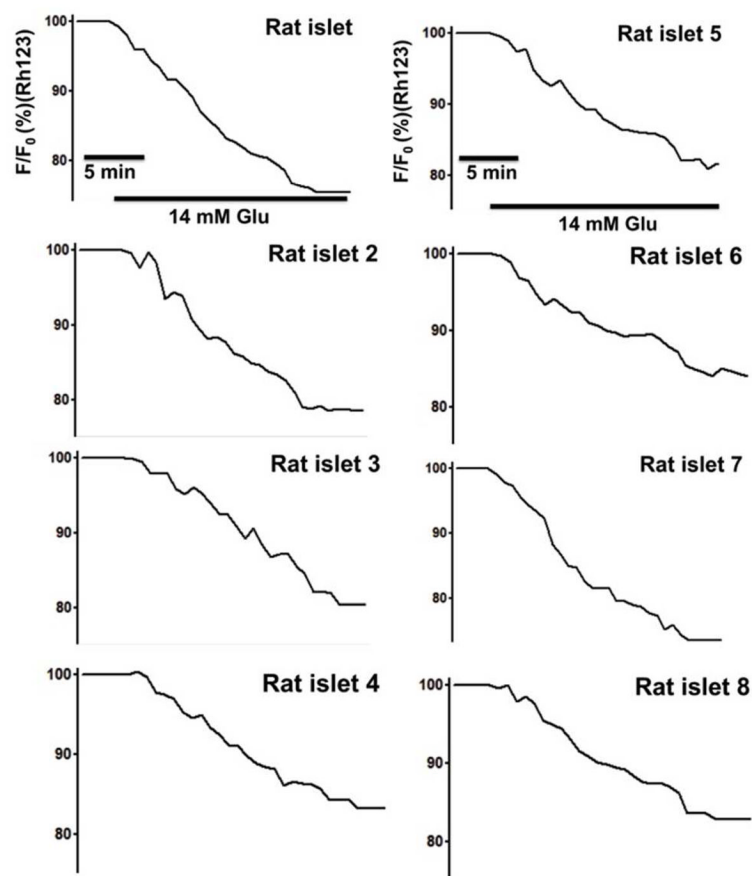 Rat islet
F/F0 (%)(Rh123)
100
90
80
5 min
14 mM Glu
Rat islet 5
F/F0 (%)(Rh123)
100
90
80
5 min
14 mM Glu
Rat islet 2
100
90
80
Rat islet 6
100
90
80
Rat islet 3
100
90
80
Rat islet 7
100
90
80
Rat islet 4
100
90
80
Rat islet 8
100
90
80